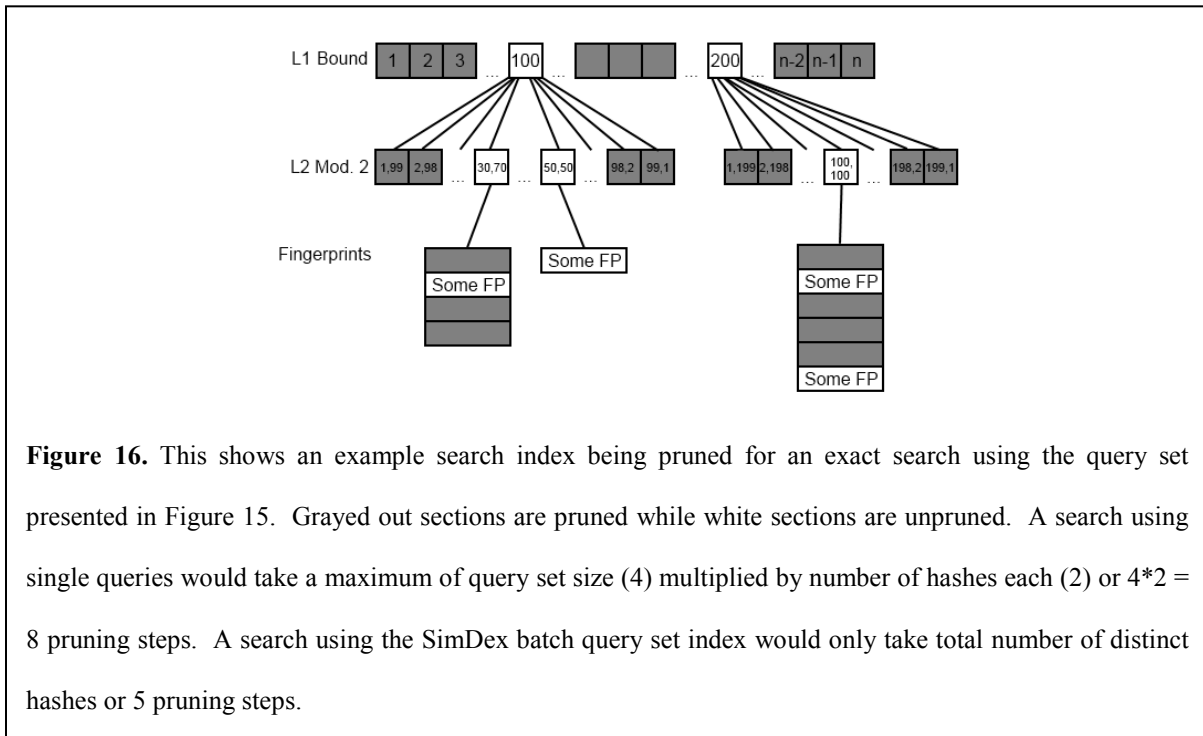 L1 Bound 1 2 3 ... 100 ... ... 200 ... n-2 n-1 n
L2 Mod. 2 1,99 2,98 ... 30,70 ... 50,50 ... 98,2 99,1 1,199 2,198 ... 100, 100 ... 198,2 199,1
Fingerprints
Some FP
Some FP
Some FP
Some FP
Figure 16. This shows an example search index being pruned for an exact search using the query set
presented in Figure 15. Grayed out sections are pruned while white sections are unpruned. A search using
single queries would take a maximum of query set size (4) multiplied by number of hashes each (2) or 4*2 =
8 pruning steps. A search using the SimDex batch query set index would only take total number of distinct
hashes or 5 pruning steps.